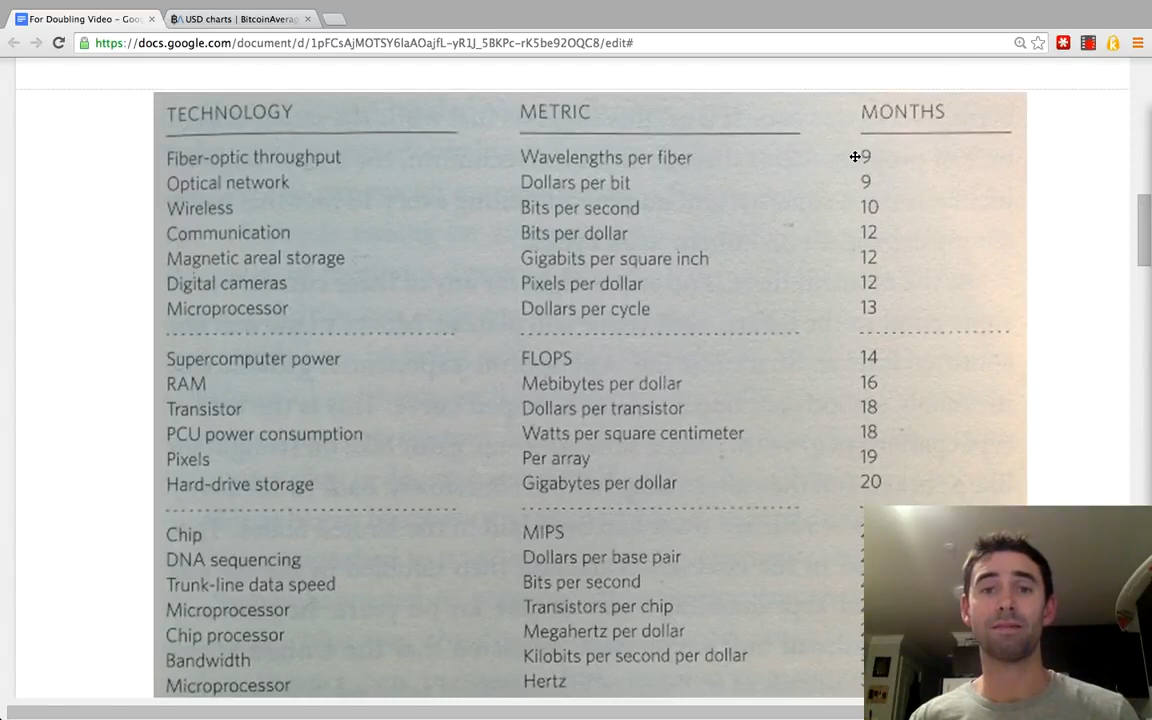 For Doubling Video – Goo
USD charts | BitcoinAverag
https://docs.google.com/document/d/1pFCsAjMOTSY6laAOajfL-yR1J_5BKPc-rK5be92OQC8/edit#
TECHNOLOGY METRIC MONTHS
Fiber-optic throughput Wavelengths per fiber 9
Optical network Dollars per bit 9
Wireless Bits per second 10
Communication Bits per dollar 12
Magnetic areal storage Gigabits per square inch 12
Digital cameras Pixels per dollar 12
Microprocessor Dollars per cycle 13
Supercomputer power FLOPS 14
RAM Mebibytes per dollar 16
Transistor Dollars per transistor 18
PCU power consumption Watts per square centimeter 18
Pixels Per array 19
Hard-drive storage Gigabytes per dollar 20
Chip MIPS
DNA sequencing Dollars per base pair
Trunk-line data speed Bits per second
Microprocessor Transistors per chip
Chip processor Megahertz per dollar
Bandwidth Kilobits per second per dollar
Microprocessor Hertz